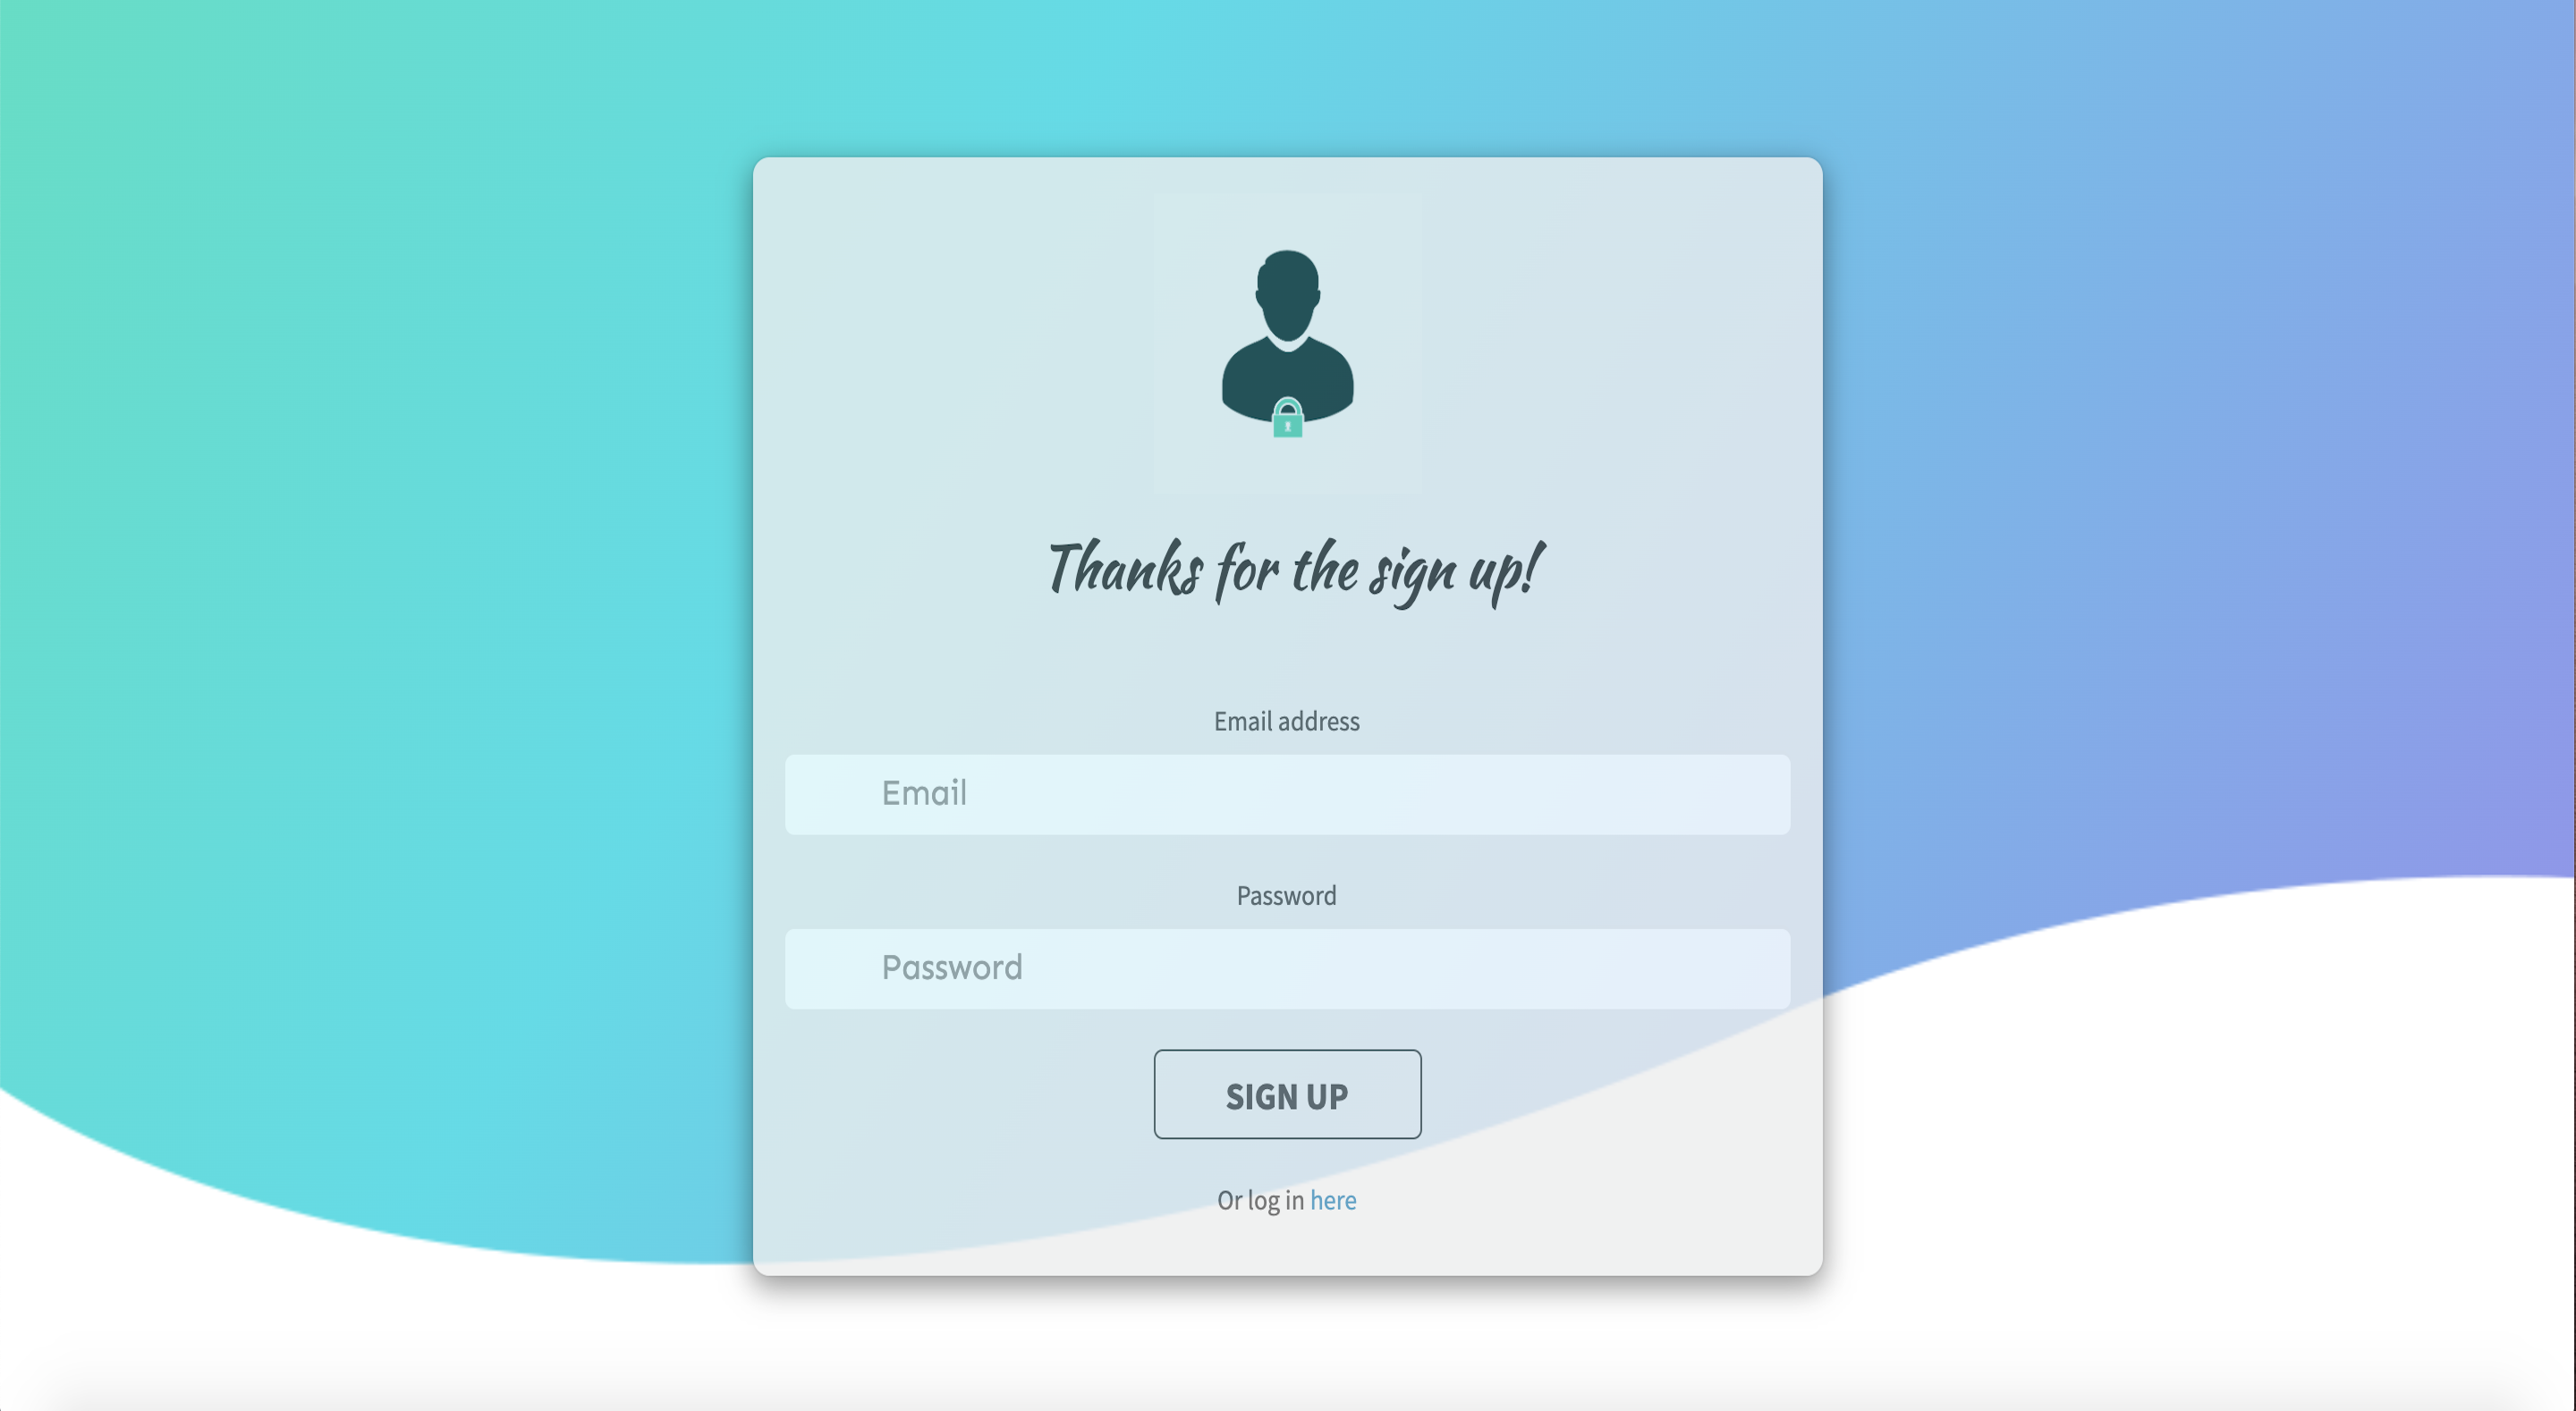 Thanks for the sign up!
Email address
Email
Password
Password
SIGN UP
Or log in here